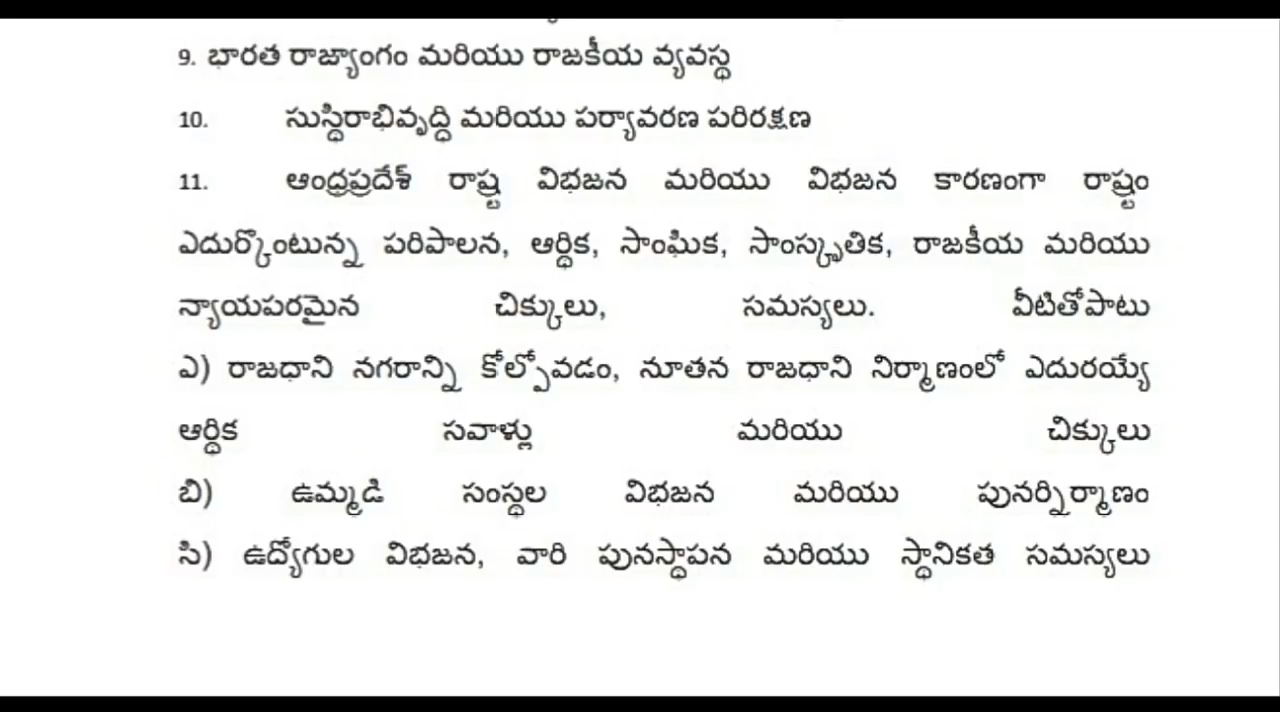 9. భారత రాజ్యాంగం మరియు రాజకీయ వ్యవస్థ
10. సుస్థిరాభివృద్ధి మరియు పర్యావరణ పరిరక్షణ
11. ఆంధ్రప్రదేశ్ రాష్ట్ర విభజన మరియు విభజన కారణంగా రాష్ట్రం
ఎదుర్కొంటున్న పరిపాలన, ఆర్థిక, సాంఘిక, సాంస్కృతిక, రాజకీయ మరియు
న్యాయపరమైన చిక్కులు, సమస్యలు. వీటితోపాటు
ఎ) రాజధాని నగరాన్ని కోల్పోవడం, నూతన రాజధాని నిర్మాణంలో ఎదురయ్యే
ఆర్థిక సవాళ్లు మరియు చిక్కులు
బి) ఉమ్మడి సంస్థల విభజన మరియు పునర్నిర్మాణం
సి) ఉద్యోగుల విభజన, వారి పునస్థాపన మరియు స్థానికత సమస్యలు